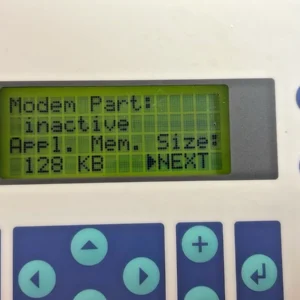 Modem Part:
inactive
Appl. Mem. Size:
128 KB ▶NEXT